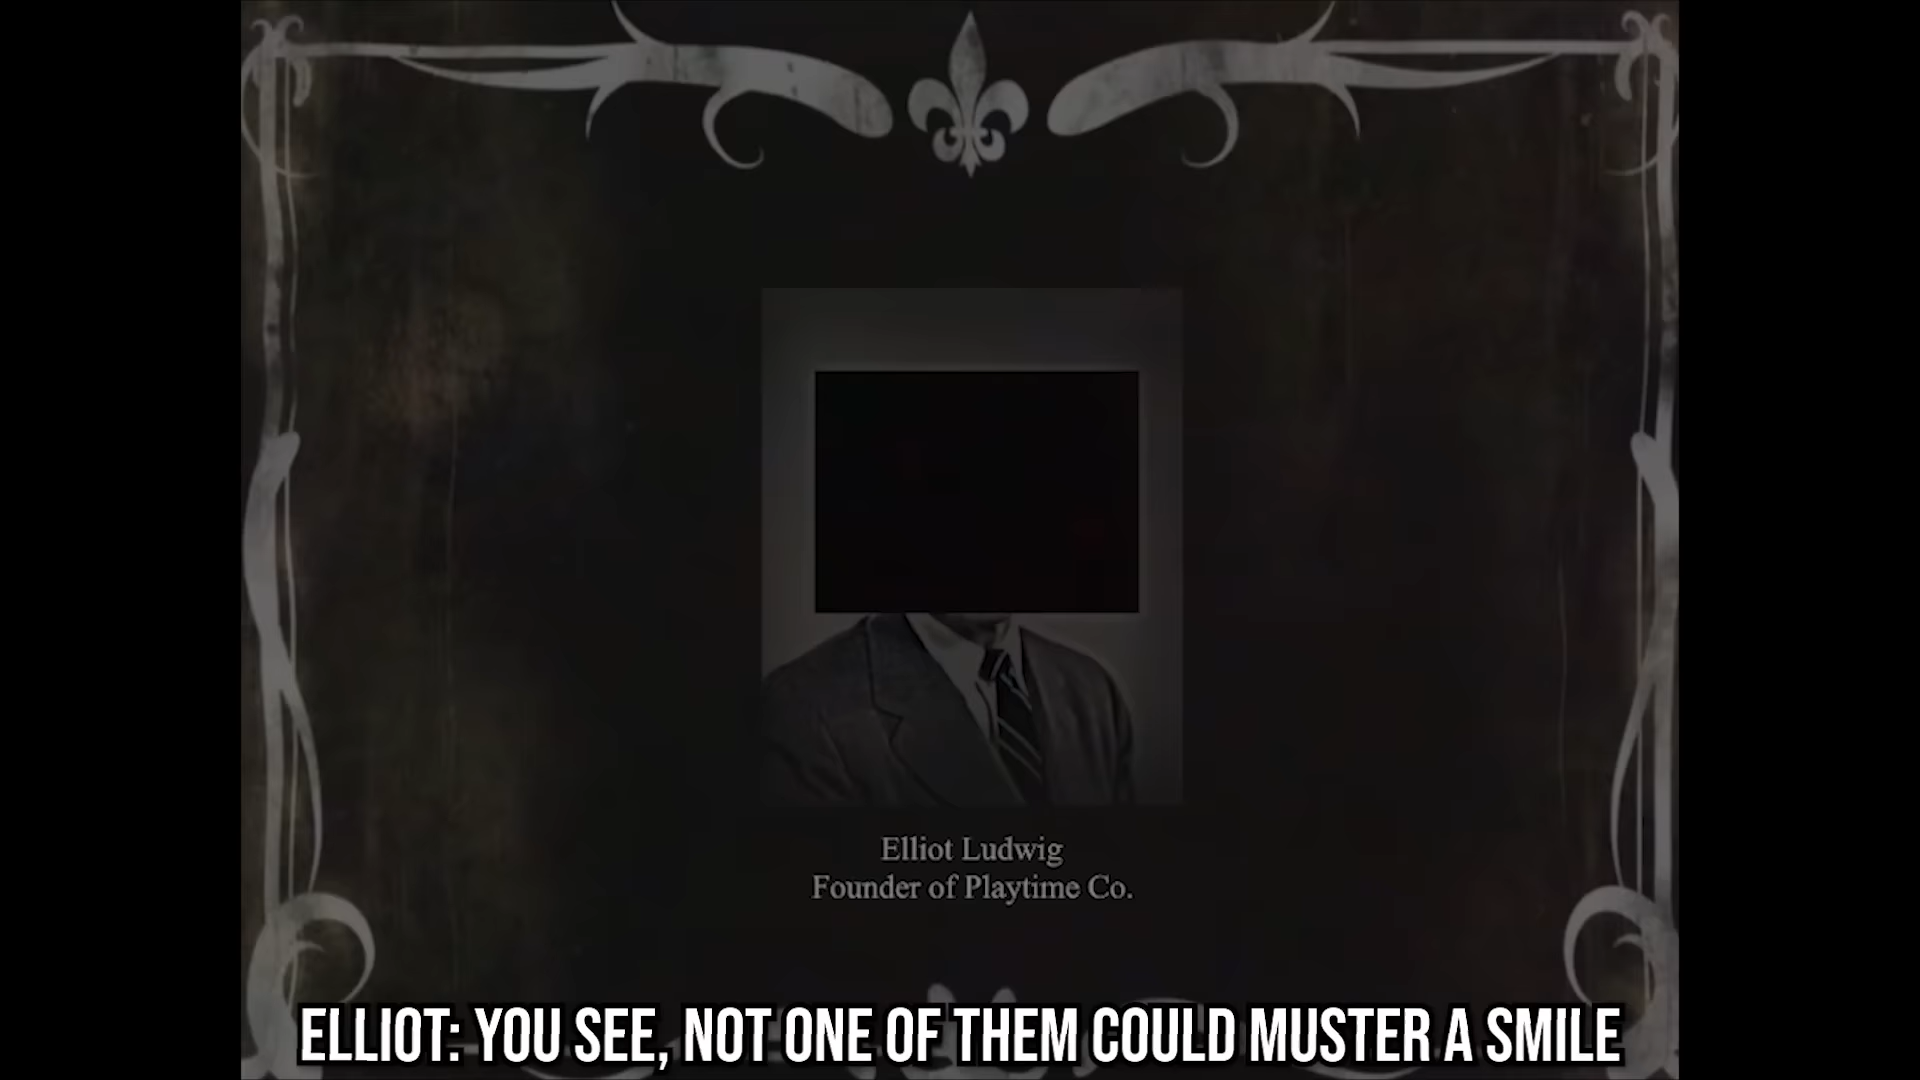 Elliot Ludwig
Founder of Playtime Co.
ELLIOT: YOU SEE, NOT ONE OF THEM COULD MUSTER A SMILE